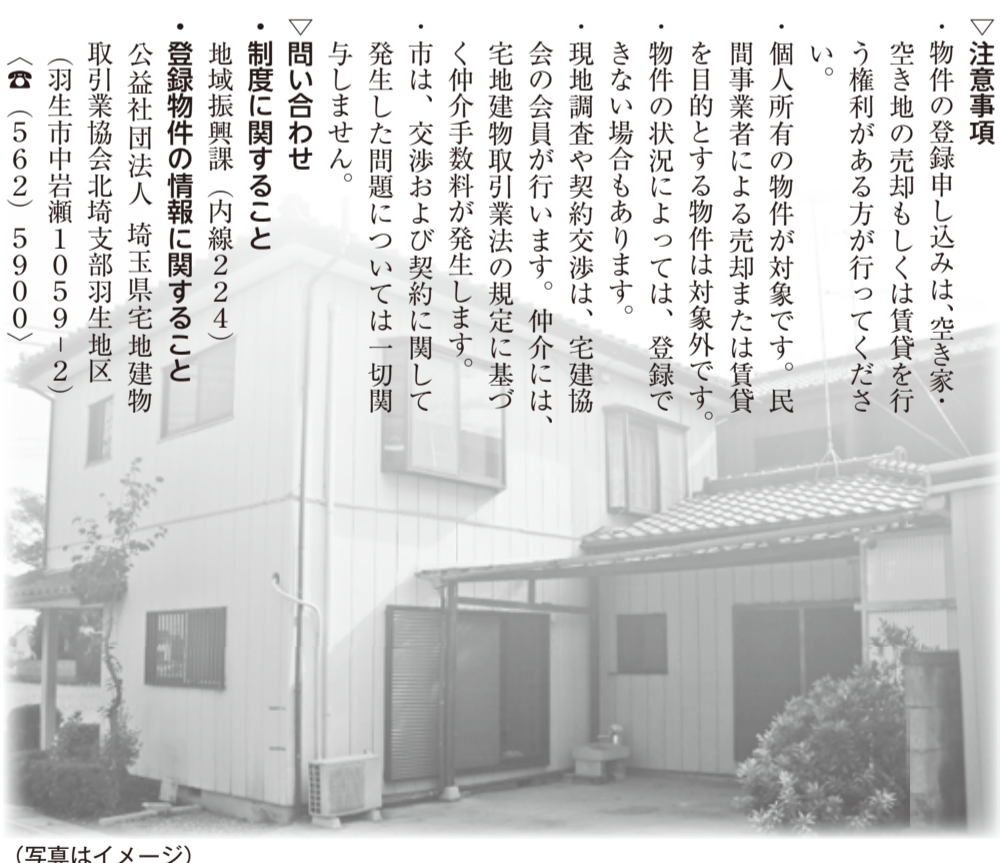 ▽注意事項
・物件の登録申し込みは、空き家・
空き地の売却もしくは賃貸を行
う権利がある方が行ってくださ
い。
・個人所有の物件が対象です。民
間事業者による売却または賃貸
を目的とする物件は対象外です。
・物件の状況によっては、登録で
きない場合もあります。
・現地調査や契約交渉は、宅建協
会の会員が行います。仲介には、
宅地建物取引業法の規定に基づ
く仲介手数料が発生します。
・市は、交渉および契約に関して
発生した問題については一切関
与しません。
▽問い合わせ
・制度に関すること
地域振興課（内線２２４）
・登録物件の情報に関すること
公益社団法人 埼玉県宅地建物
取引業協会北埼支部羽生地区
（羽生市中岩瀬１０５９－２）
〈☎（５６２）５９００〉
（写真はイメージ）